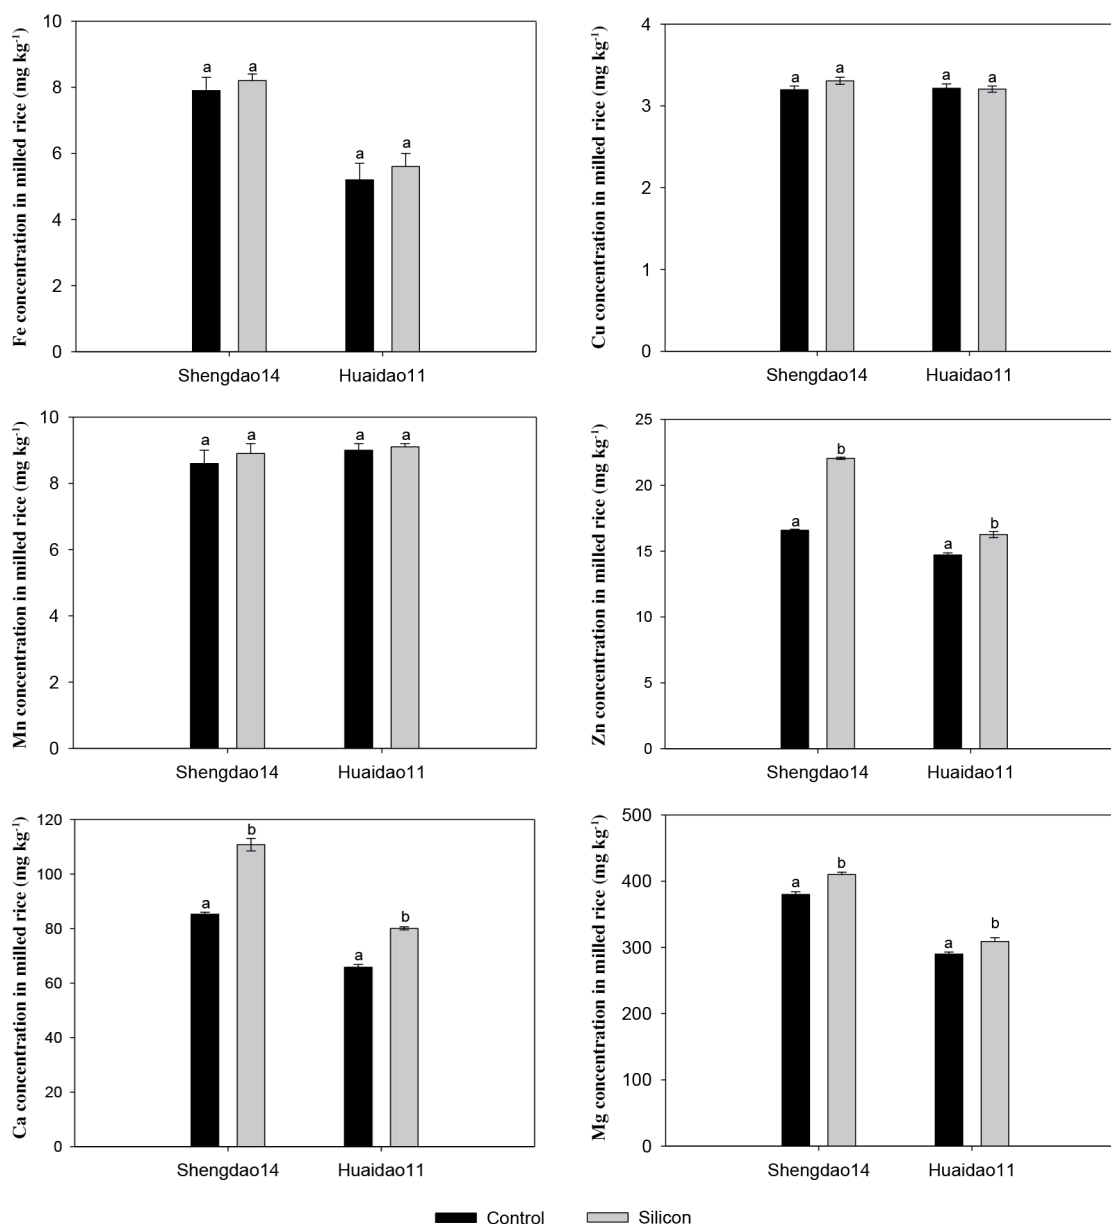 Fe concentration in milled rice (mg kg⁻¹)
10
8
6
4
2
0
a
a
a
a
Shengdao14
Huaidao11
Cu concentration in milled rice (mg kg⁻¹)
4
3
2
1
0
a
a
a
a
Shengdao14
Huaidao11
Mn concentration in milled rice (mg kg⁻¹)
10
8
6
4
2
0
a
a
a
a
Shengdao14
Huaidao11
Zn concentration in milled rice (mg kg⁻¹)
25
20
15
10
5
0
a
b
a
b
Shengdao14
Huaidao11
Ca concentration in milled rice (mg kg⁻¹)
120
100
80
60
40
20
0
a
b
a
b
Shengdao14
Huaidao11
Mg concentration in milled rice (mg kg⁻¹)
500
400
300
200
100
0
a
b
a
b
Shengdao14
Huaidao11
Control
Silicon